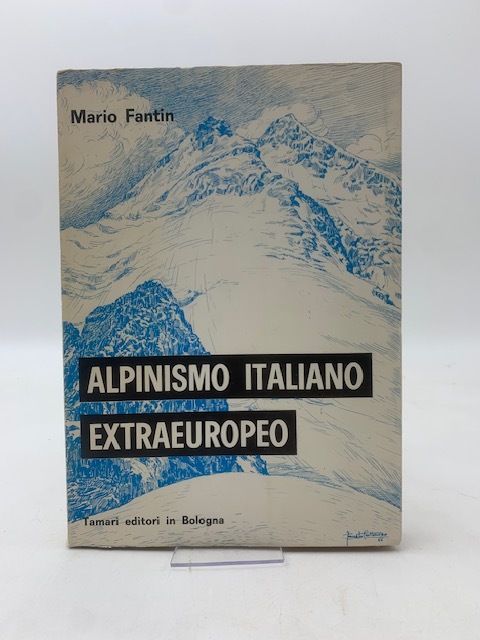 Mario Fantin
ALPINISMO ITALIANO
EXTRAEUROPEO
Tamari editori in Bologna